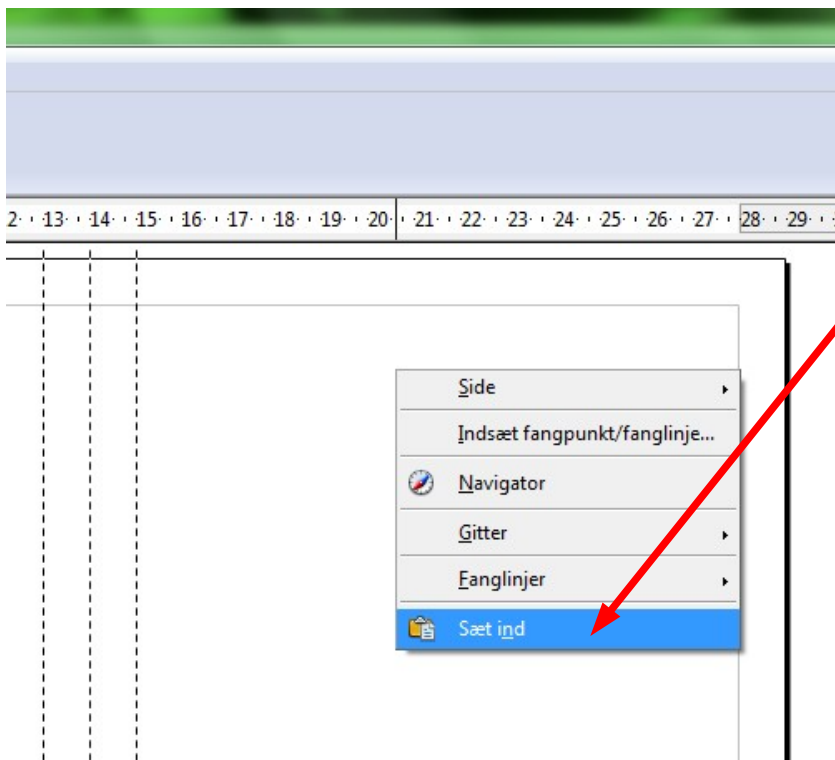 2 13 14 15 16 17 18 19 20 21 22 23 24 25 26 27 28 29
Side
Indsæt fangpunkt/fanglinje...
Navigator
Gitter
Fanglinjer
Sæt ind